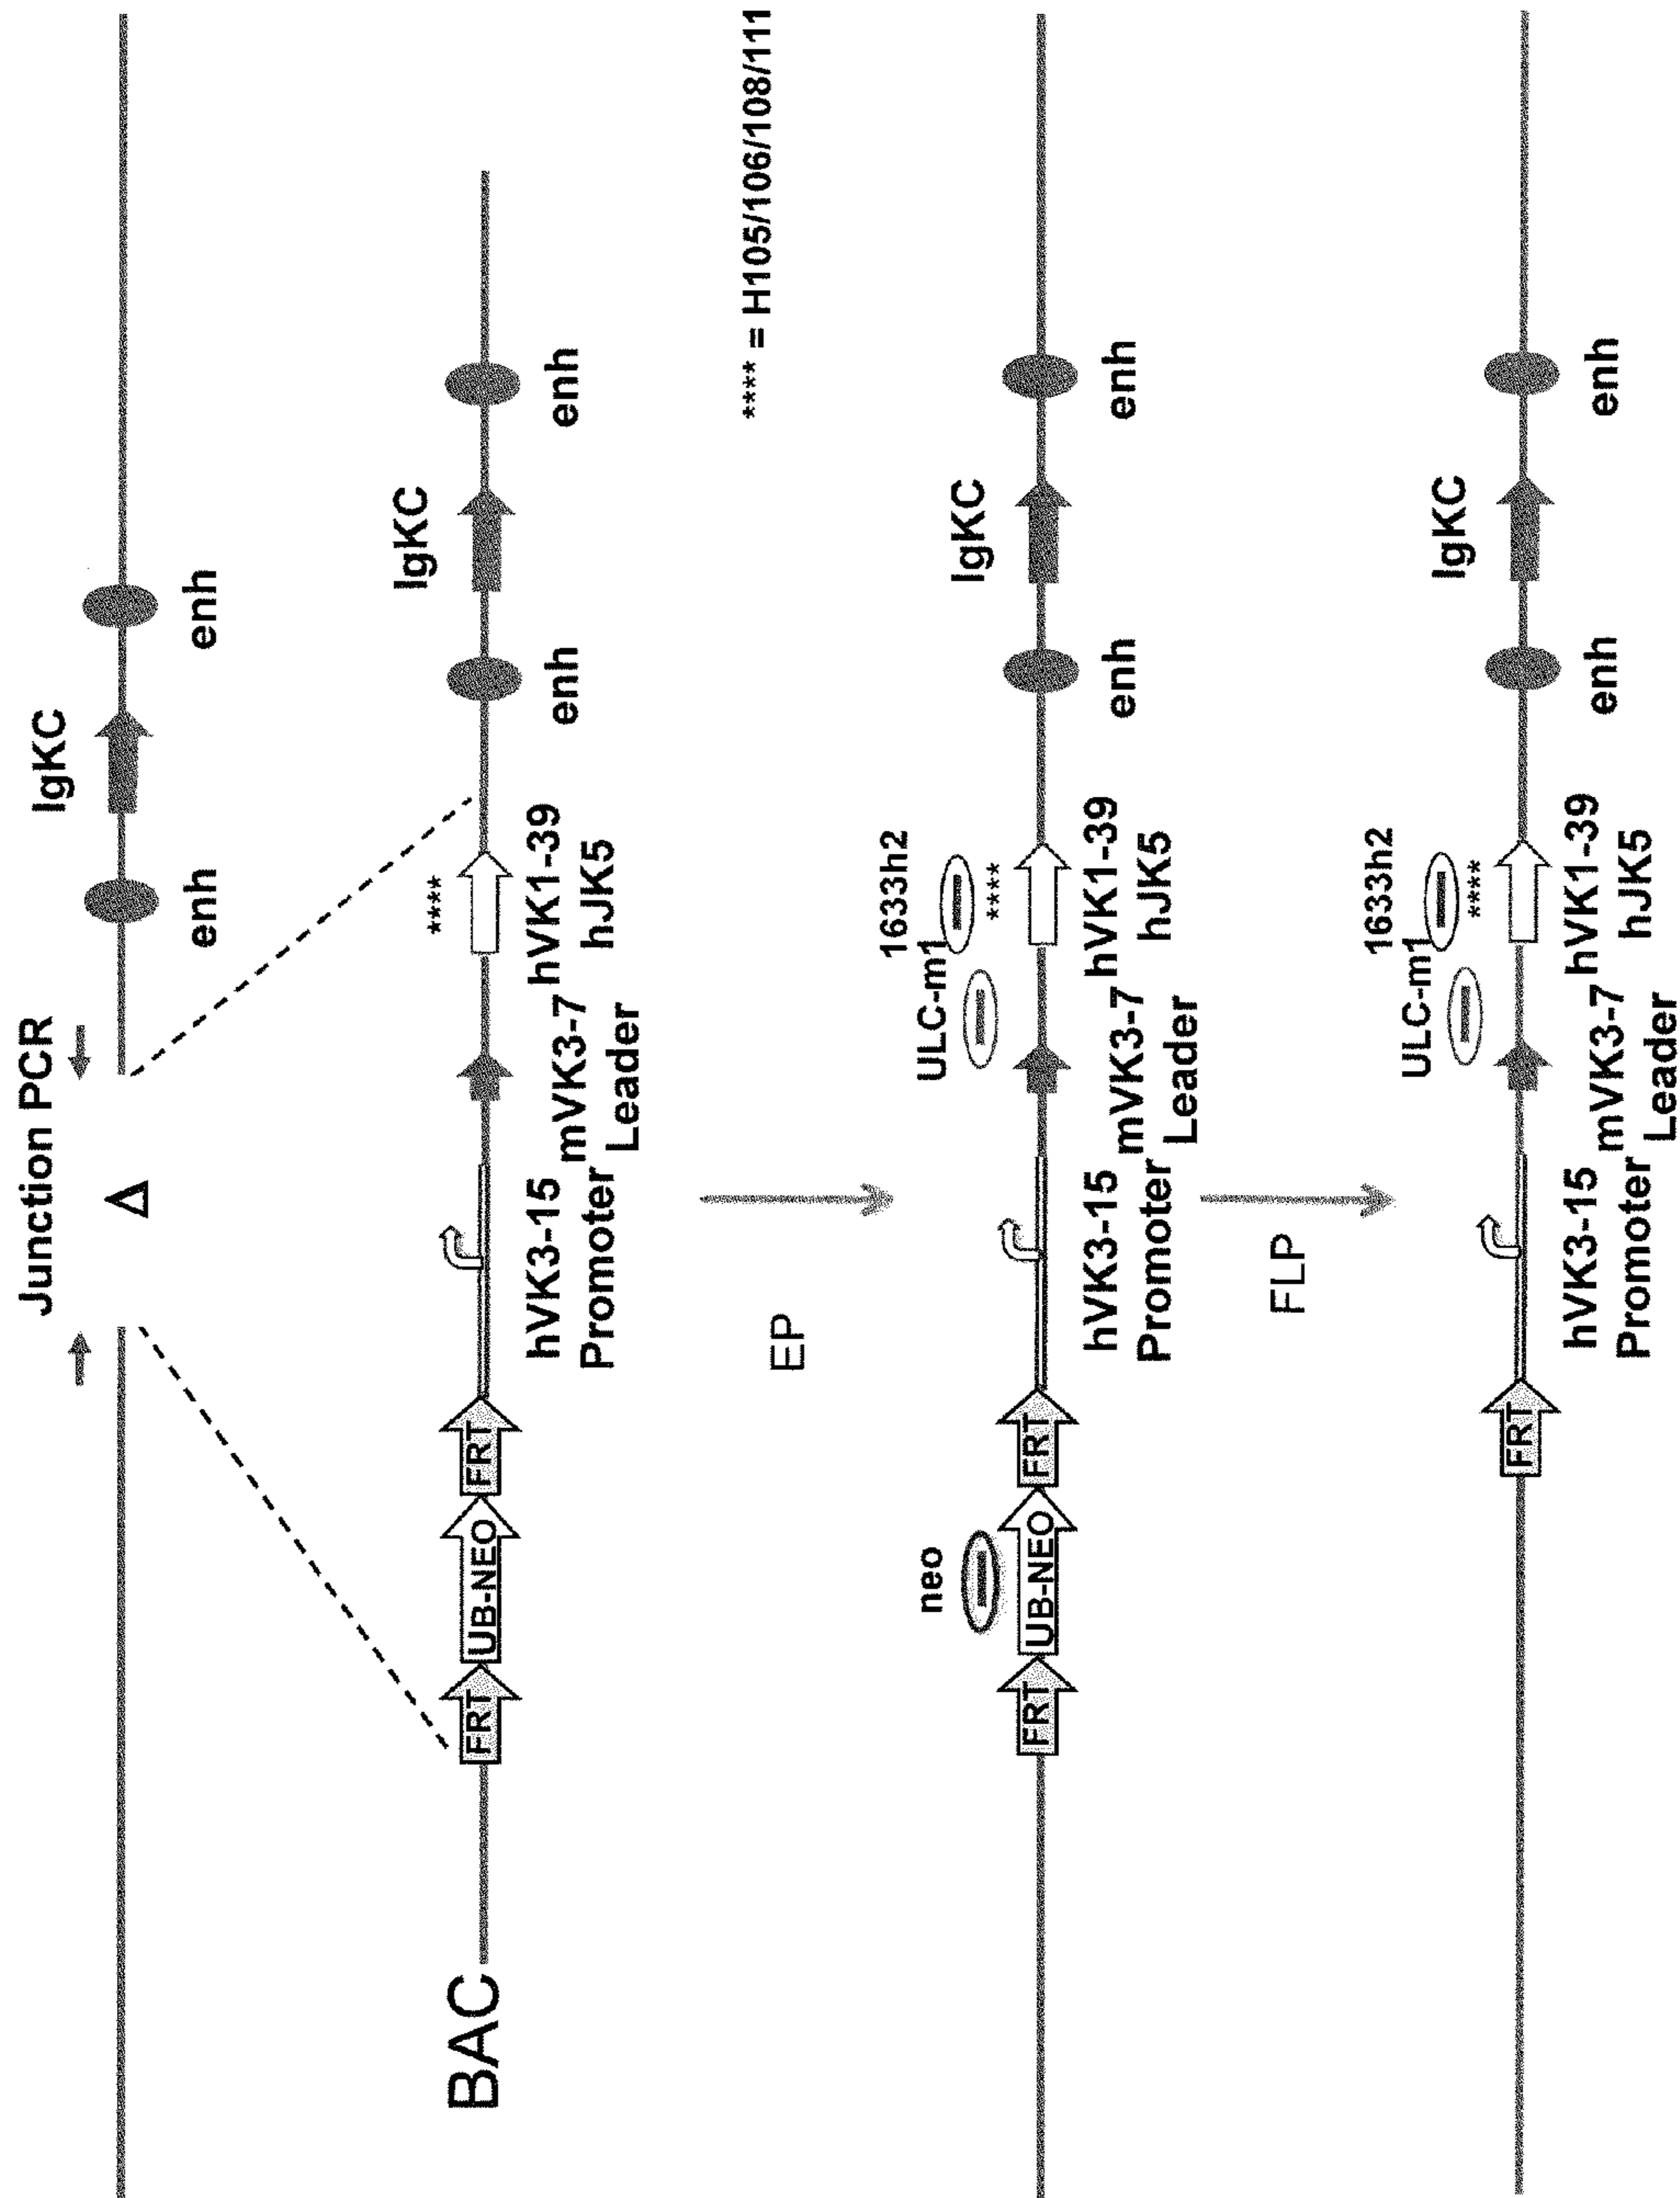 Junction PCR
Δ
IgKC
enh
enh
BAC
FRT
UB-NEO
FRT
****
IgKC
hVK3-15
Promoter
mVK3-7
Leader
hVK1-39
hJK5
enh
enh
EP
**** = H105/106/108/111
neo
ULC-m1
1633h2
****
IgKC
FRT
UB-NEO
FRT
hVK3-15
Promoter
mVK3-7
Leader
hVK1-39
hJK5
enh
enh
FLP
ULC-m1
1633h2
****
IgKC
FRT
hVK3-15
Promoter
mVK3-7
Leader
hVK1-39
hJK5
enh
enh